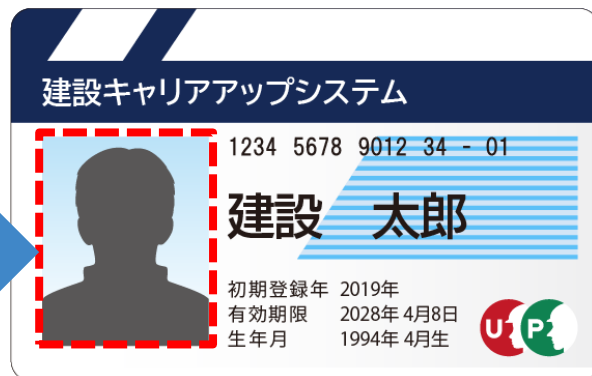 建設キャリアアップシステム
1234 5678 9012 34 - 01
建設 太郎
初期登録年 2019年
有効期限 2028年 4月8日
生年月 1994年 4月生
U P